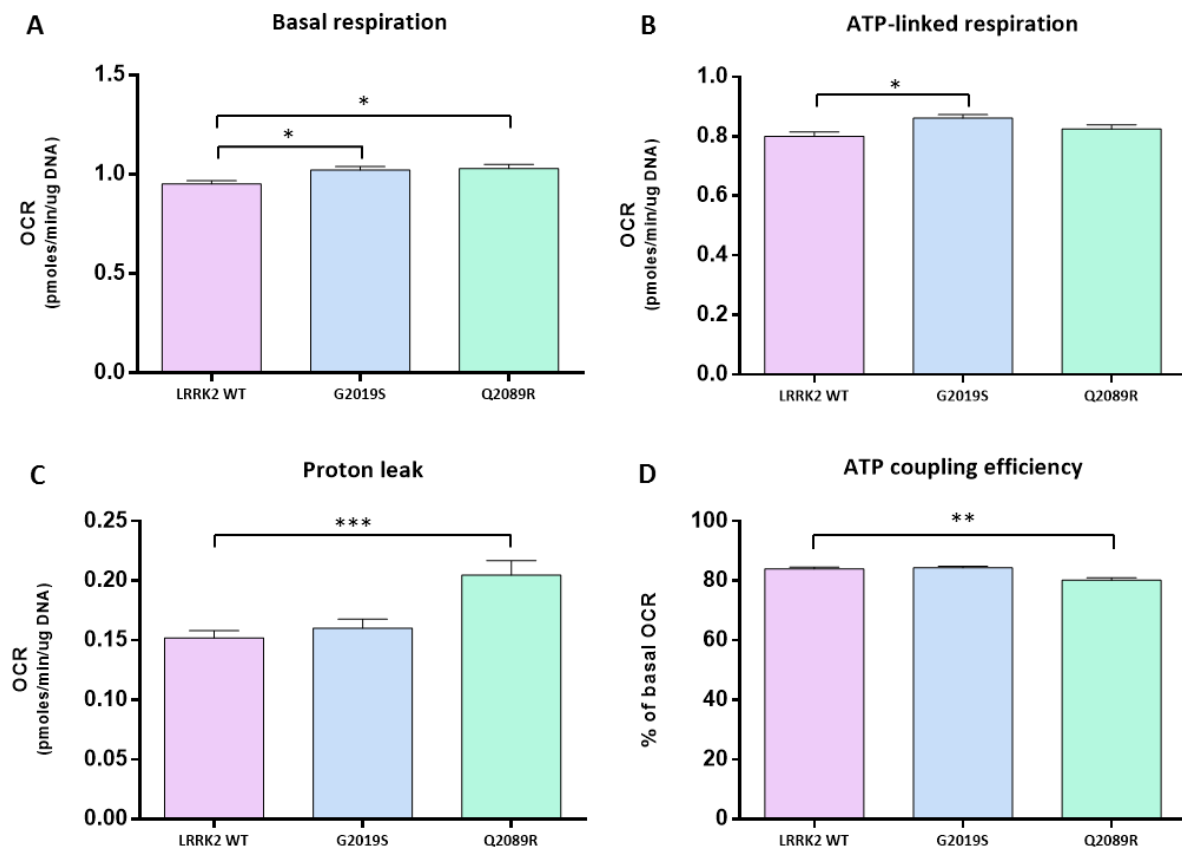 A
Basal respiration
OCR
(pmoles/min/ug DNA)
1.5
1.0
0.5
0.0
*
*
LRRK2 WT
G2019S
Q2089R
B
ATP-linked respiration
OCR
(pmoles/min/ug DNA)
1.0
0.8
0.6
0.4
0.2
0.0
*
LRRK2 WT
G2019S
Q2089R
C
Proton leak
OCR
(pmoles/min/ug DNA)
0.25
0.20
0.15
0.10
0.05
0.00
***
LRRK2 WT
G2019S
Q2089R
D
ATP coupling efficiency
% of basal OCR
100
80
60
40
20
0
**
LRRK2 WT
G2019S
Q2089R